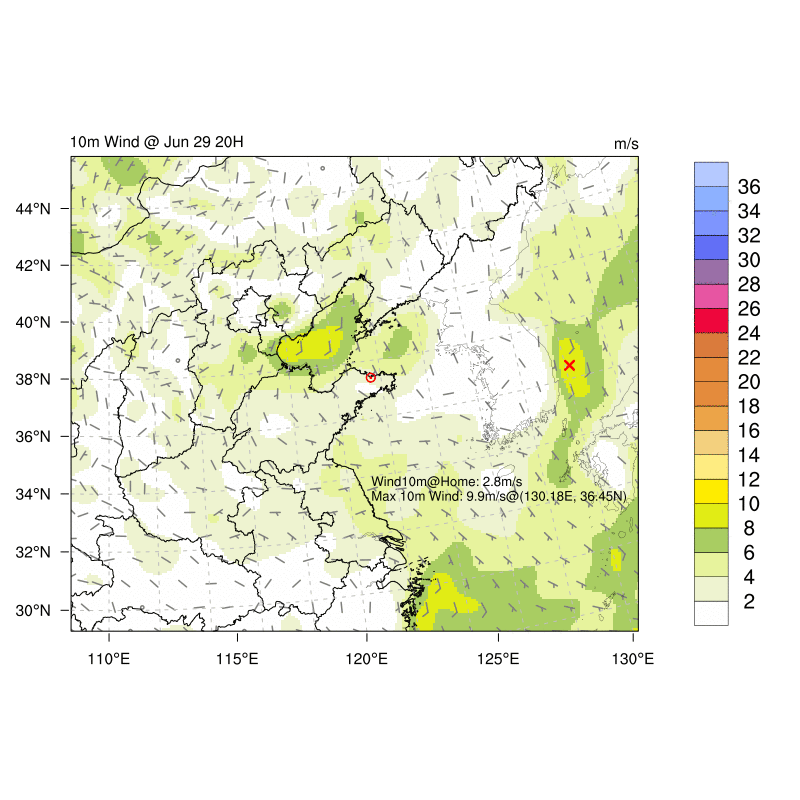 10m Wind @ Jun 29 20H
m/s
44°N
42°N
40°N
38°N
36°N
34°N
32°N
30°N
110°E
115°E
120°E
125°E
130°E
Wind10m@Home: 2.8m/s
Max 10m Wind: 9.9m/s@(130.18E, 36.45N)
36
34
32
30
28
26
24
22
20
18
16
14
12
10
8
6
4
2